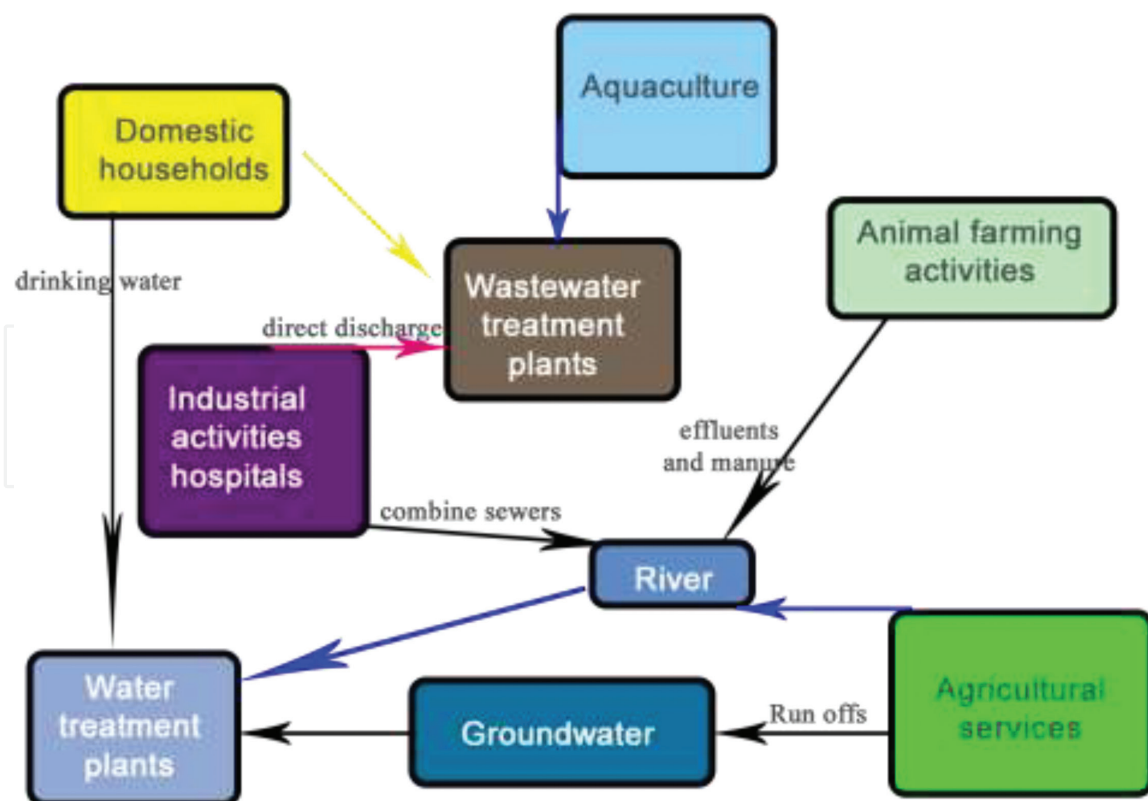 Aquaculture
Domestic
households
Animal farming
activities
drinking water
Wastewater
treatment
plants
direct discharge
Industrial
activities
hospitals
effluents
and manure
combine sewers
River
Water
treatment
plants
Groundwater
Run offs
Agricultural
services